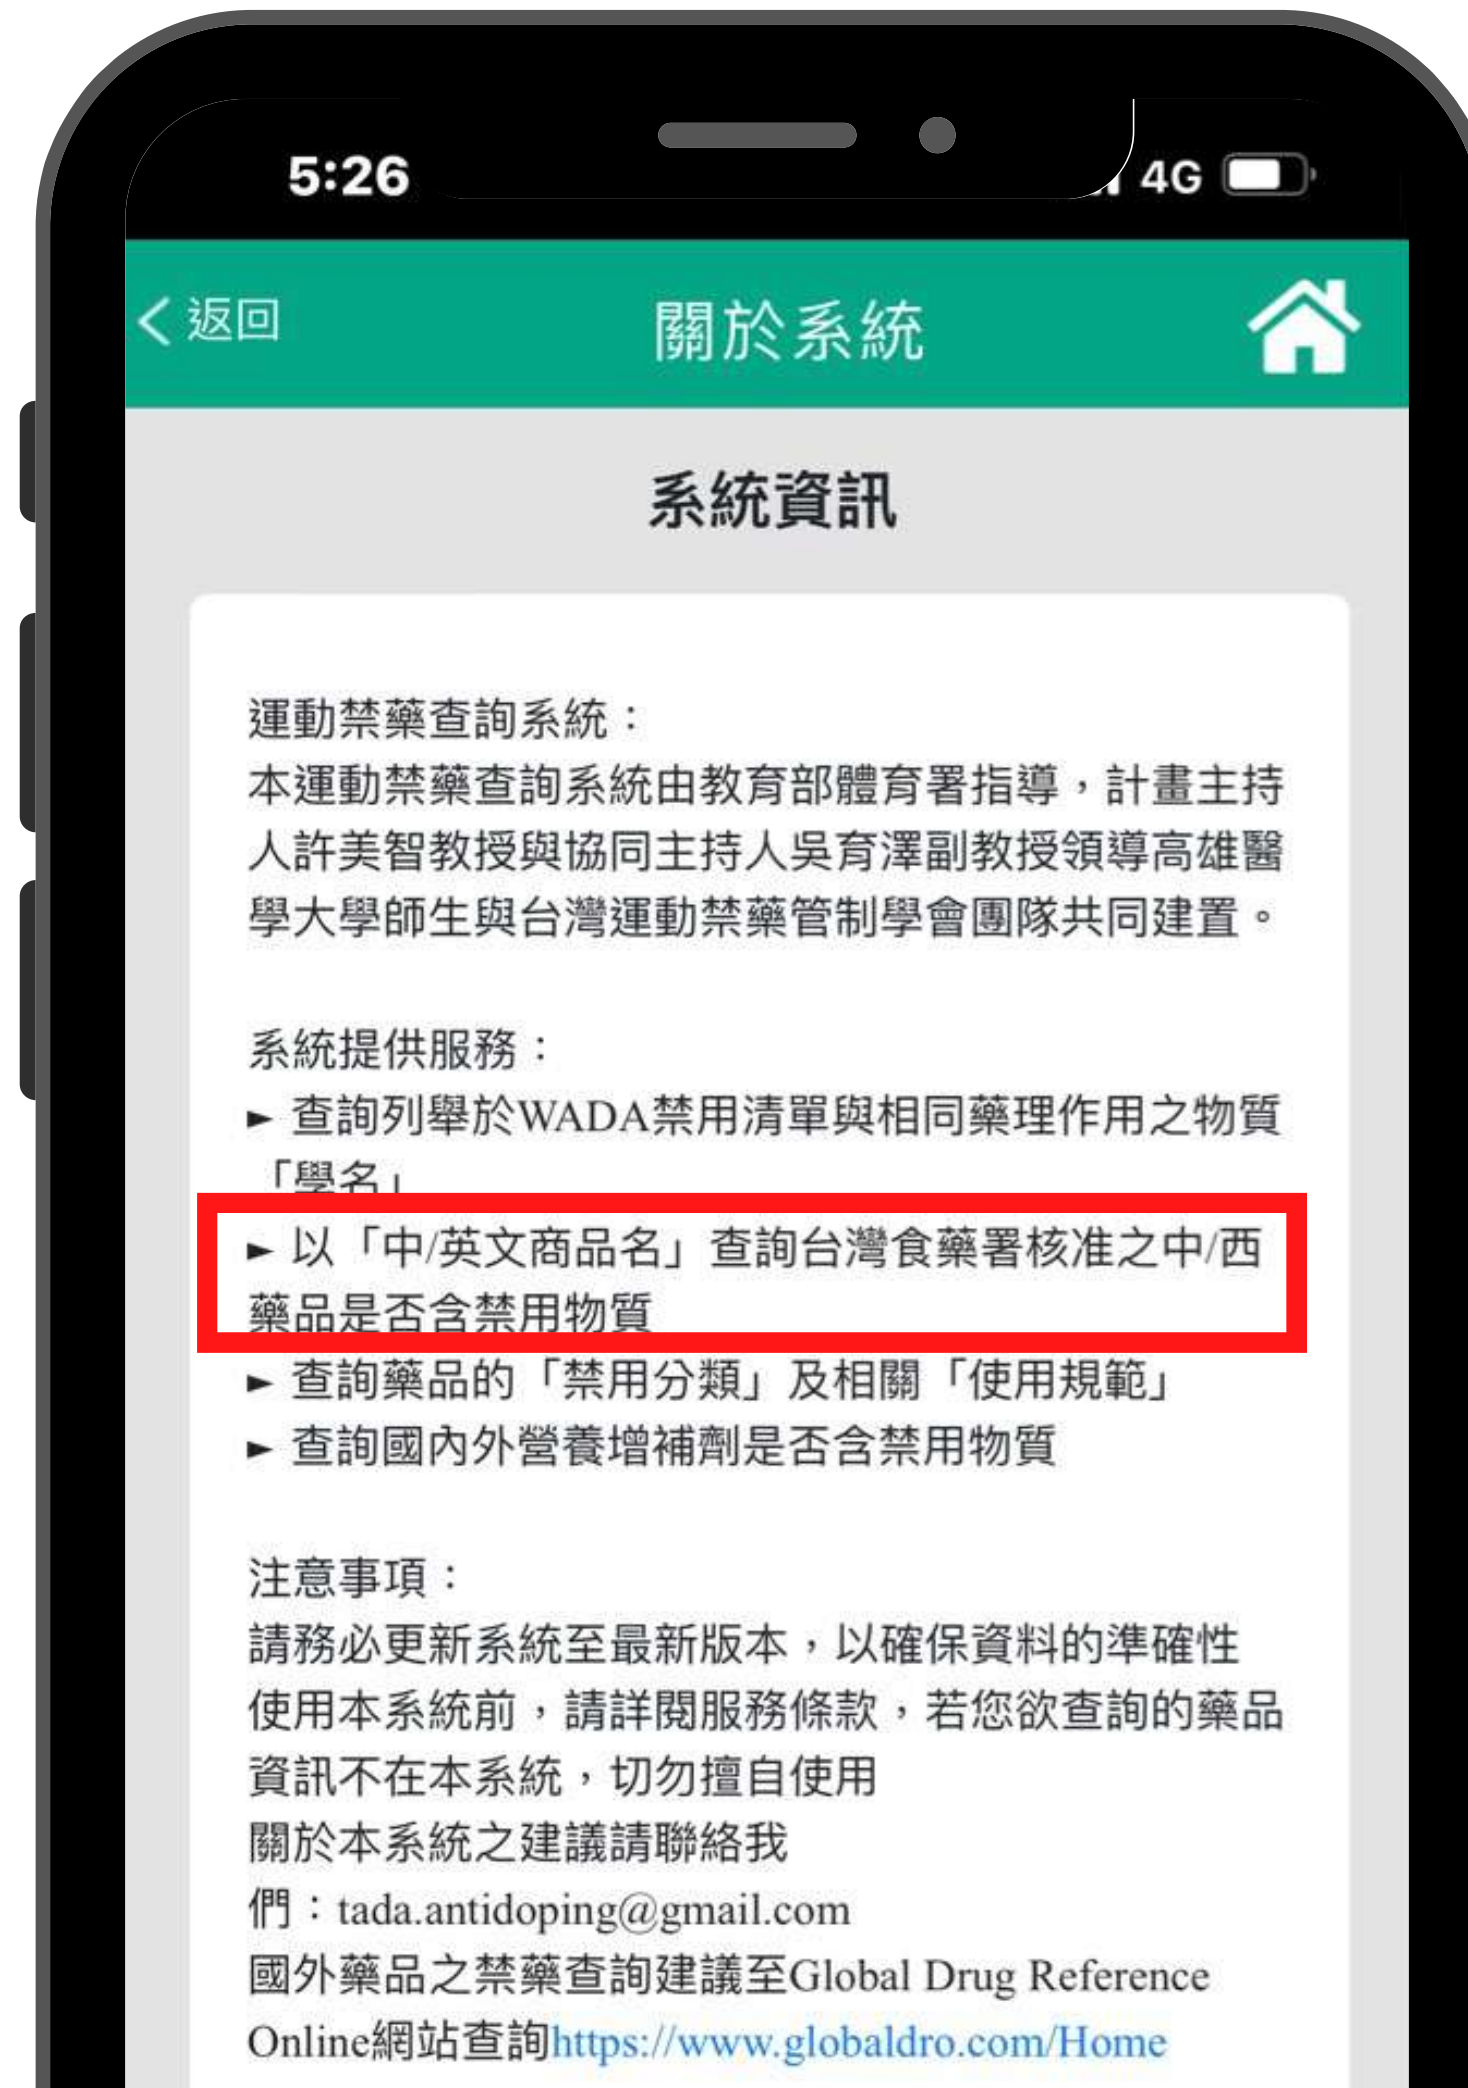 5:26
4G
返回
關於系統
系統資訊
運動禁藥查詢系統：
本運動禁藥查詢系統由教育部體育署指導，計畫主持
人許美智教授與協同主持人吳育澤副教授領導高雄醫
學大學師生與台灣運動禁藥管制學會團隊共同建置。
系統提供服務：
► 查詢列舉於WADA禁用清單與相同藥理作用之物質
「學名」
► 以「中/英文商品名」查詢台灣食藥署核准之中/西
藥品是否含禁用物質
► 查詢藥品的「禁用分類」及相關「使用規範」
► 查詢國內外營養增補劑是否含禁用物質
注意事項：
請務必更新系統至最新版本，以確保資料的準確性
使用本系統前，請詳閱服務條款，若您欲查詢的藥品
資訊不在本系統，切勿擅自使用
關於本系統之建議請聯絡我
們：tada.antidoping@gmail.com
國外藥品之禁藥查詢建議至Global Drug Reference
Online網站查詢https://www.globaldro.com/Home